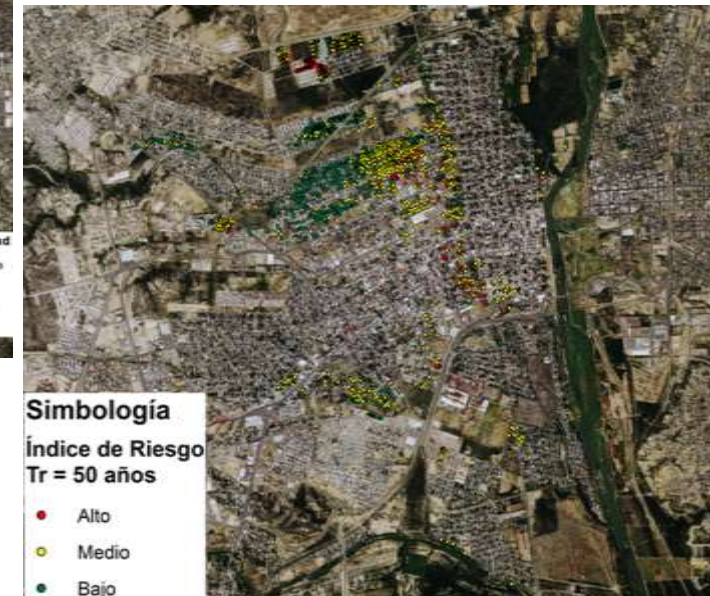 Simbología
Índice de Riesgo
Tr = 50 años
Alto
Medio
Bajo